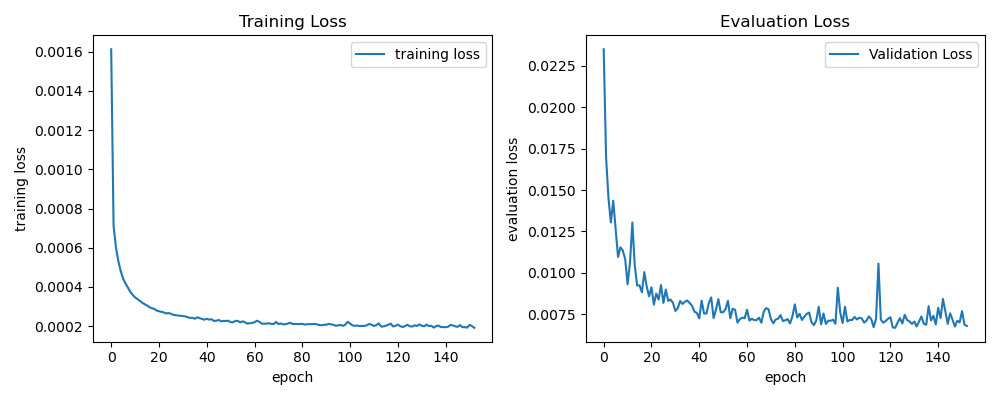 Training Loss
training loss
0.0016
0.0014
0.0012
0.0010
0.0008
0.0006
0.0004
0.0002
0 20 40 60 80 100 120 140
epoch
training loss
Evaluation Loss
evaluation loss
0.0225
0.0200
0.0175
0.0150
0.0125
0.0100
0.0075
0 20 40 60 80 100 120 140
epoch
Validation Loss